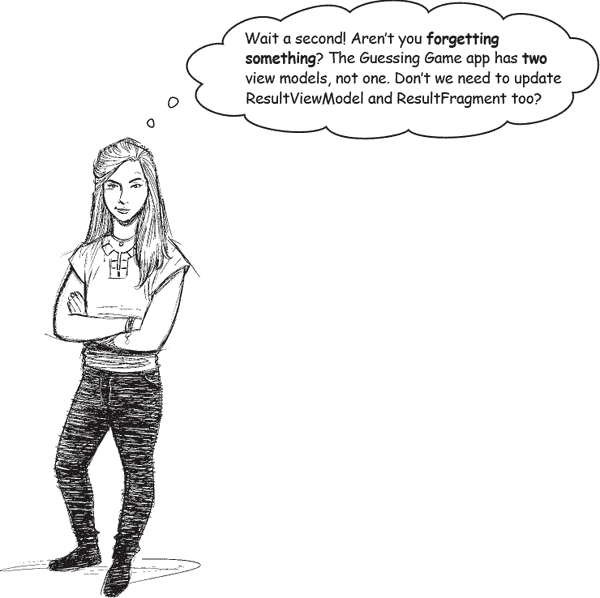 Wait a second! Aren’t you forgetting
something? The Guessing Game app has two
view models, not one. Don’t we need to update
ResultViewModel and ResultFragment too?